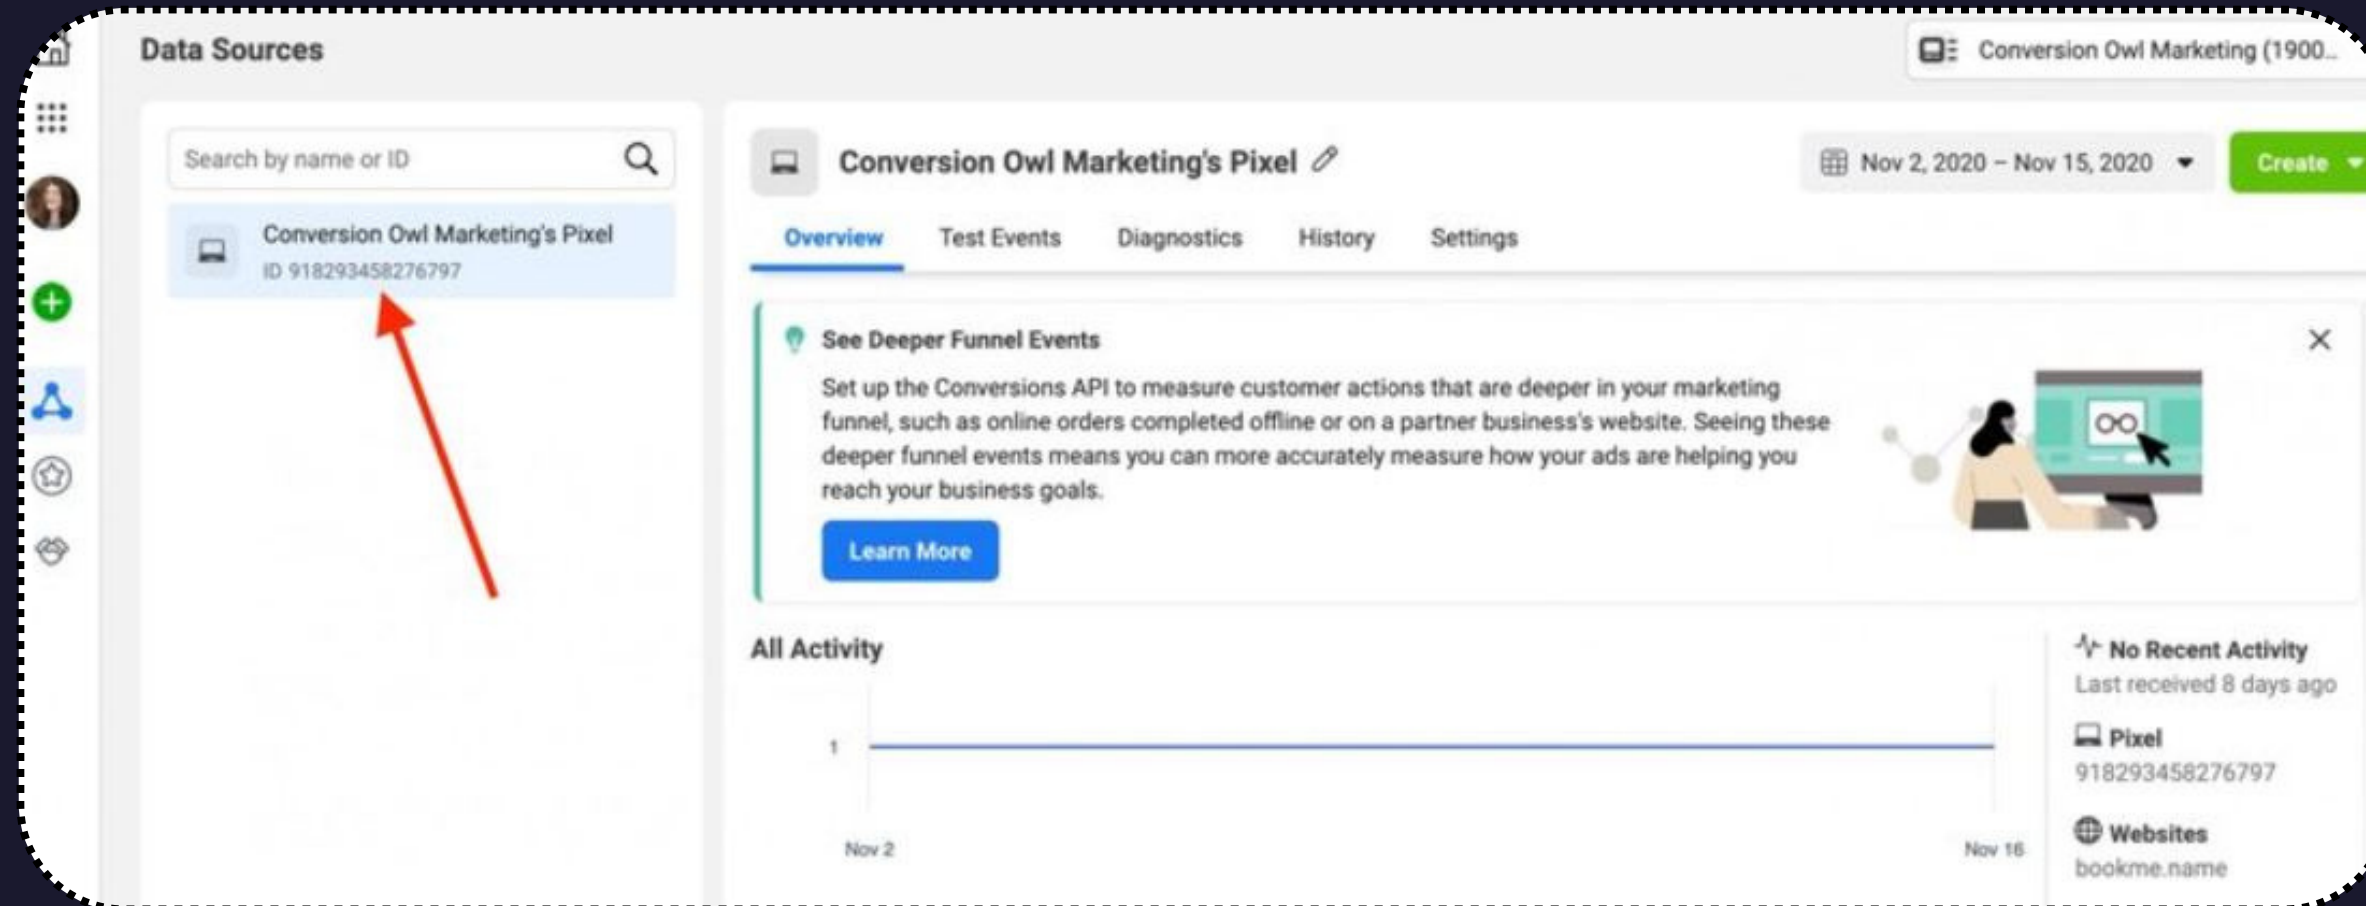 Data Sources
Conversion Owl Marketing (1900...
Search by name or ID
Conversion Owl Marketing's Pixel
ID 918293458276797
Conversion Owl Marketing's Pixel
Nov 2, 2020 – Nov 15, 2020
Create
Overview
Test Events
Diagnostics
History
Settings
See Deeper Funnel Events
Set up the Conversions API to measure customer actions that are deeper in your marketing
funnel, such as online orders completed offline or on a partner business's website. Seeing these
deeper funnel events means you can more accurately measure how your ads are helping you
reach your business goals.
Learn More
All Activity
1
Nov 2
Nov 16
No Recent Activity
Last received 8 days ago
Pixel
918293458276797
Websites
bookme.name